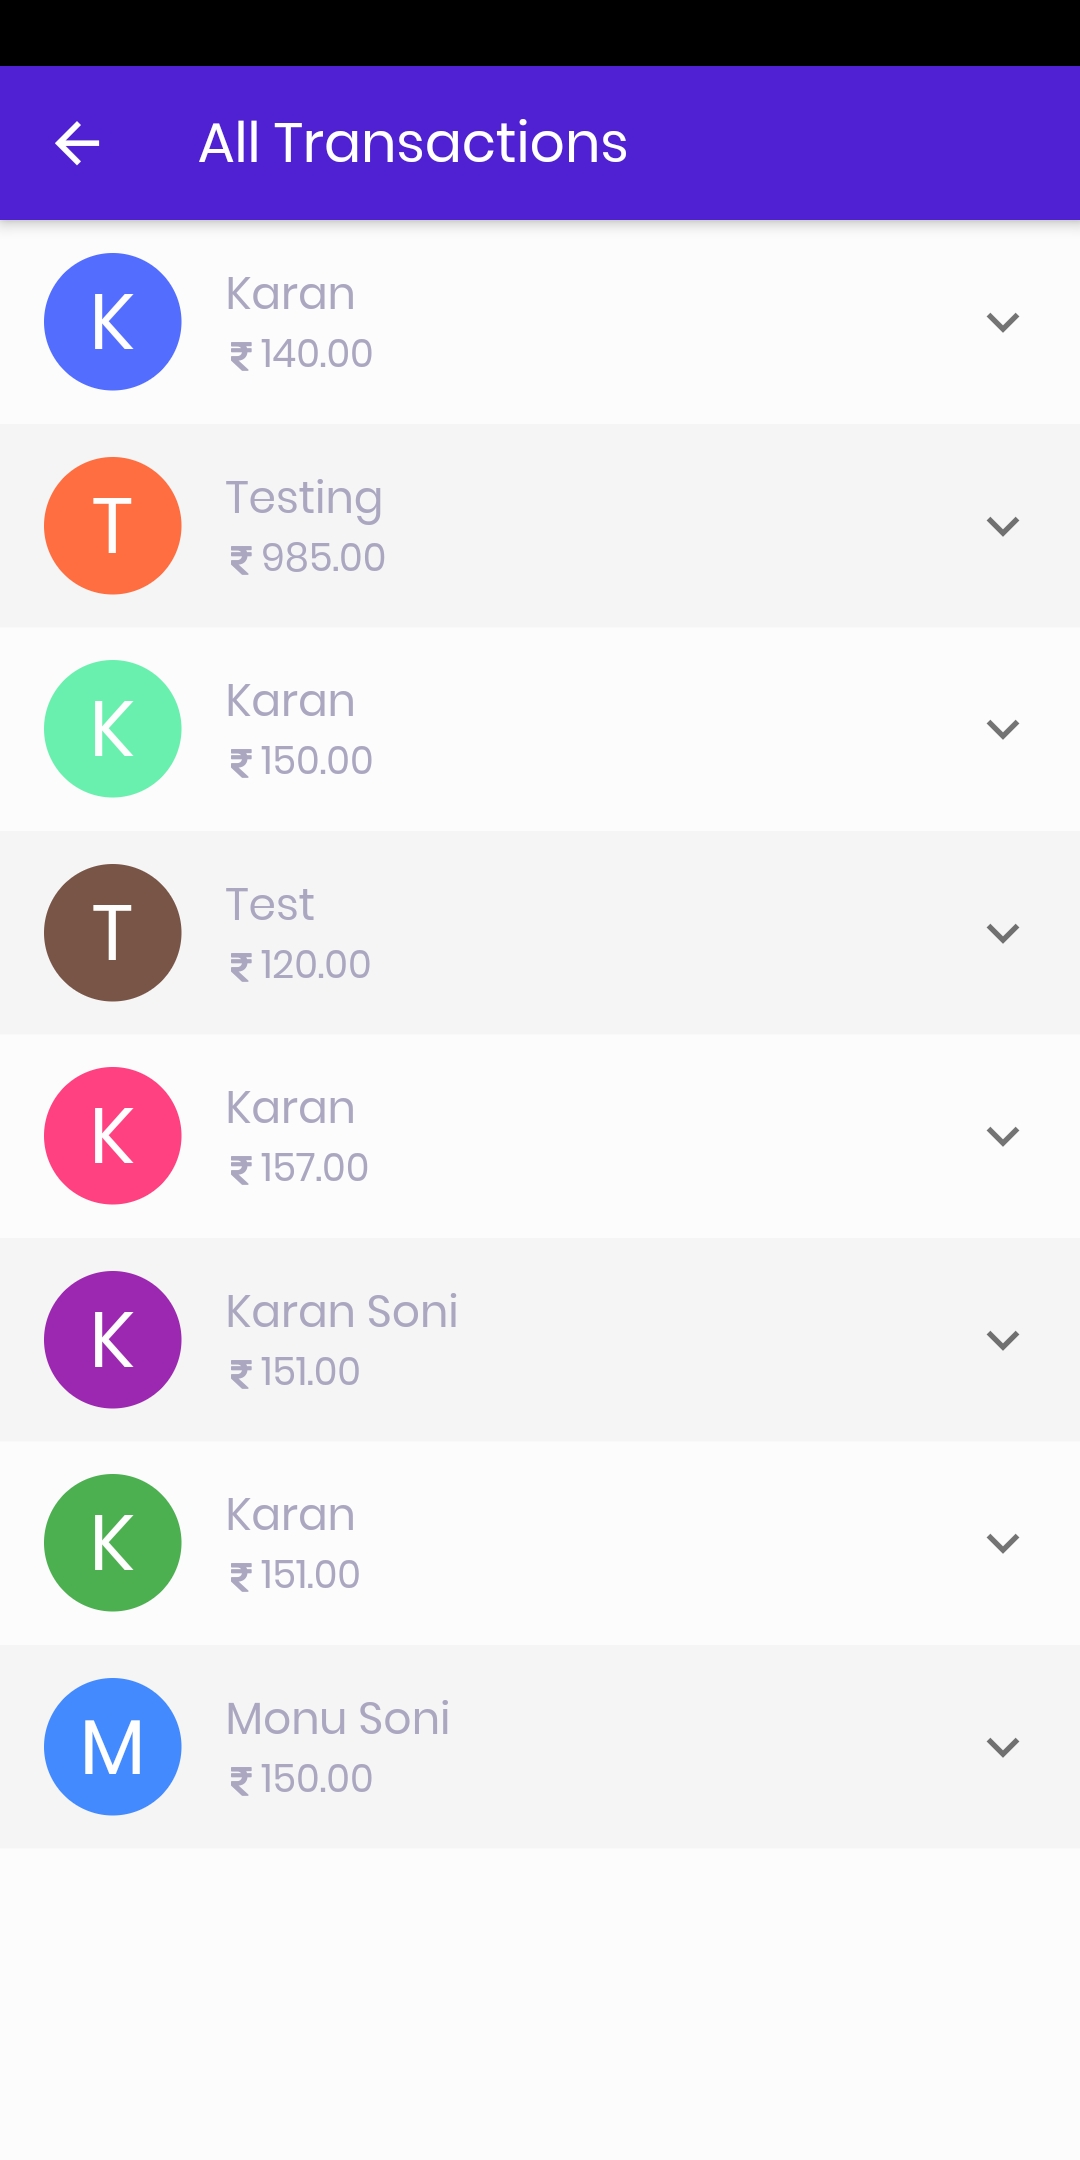 All Transactions
K
Karan
₹ 140.00
T
Testing
₹ 985.00
K
Karan
₹ 150.00
T
Test
₹ 120.00
K
Karan
₹ 157.00
K
Karan Soni
₹ 151.00
K
Karan
₹ 151.00
M
Monu Soni
₹ 150.00